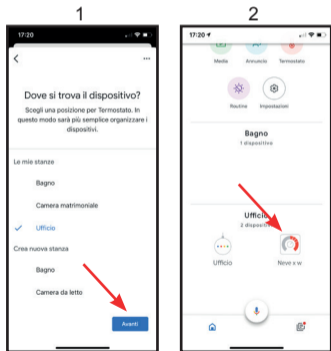 1
17:20
Dove si trova il dispositivo?
Scegli una posizione per Termostato. In
questo modo sarà più semplice organizzare i
dispositivi.
Le mie stanze
Bagno
Camera matrimoniale
Ufficio
Crea nuova stanza
Bagno
Camera da letto
Avanti
2
17:20
Media
Annuncio
Termostato
Routine
Impostazioni
Bagno
1 dispositivo
Ufficio
2 dispositivi
Ufficio
Neve s w